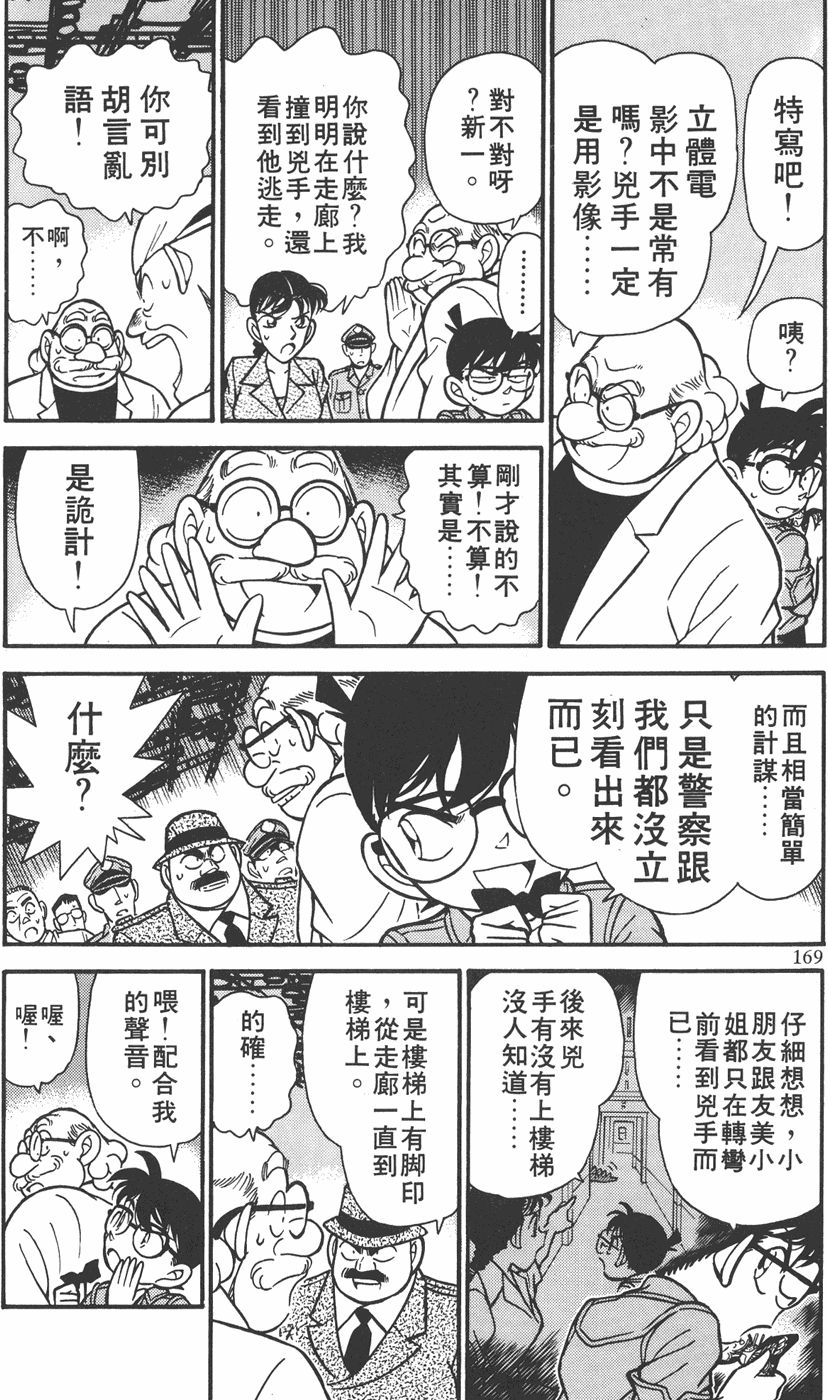 特寫吧！
立體電
影中不是常有
嗎？兇手一定
是用影像……
咦？
對不對呀
？新一。
………
你說什麼？我
明明在走廊上
撞到兇手，還
看到他逃走。
你可別
胡言亂
語！
啊，
不……
剛才說的不
算！不算！
其實是……
是詭計！
而且相當簡單
的計謀……
只是警察跟
我們都沒立
刻看出來
而已。
什麼？
169
仔細想想，小
朋友跟友美小
姐都只在轉彎
前看到兇手而
已……
後來兇
手有沒有上樓梯
沒人知道……
可是樓梯上有脚印
，從走廊一直到
樓梯上。
的確……
喂！配合我
的聲音。
喔、
喔！